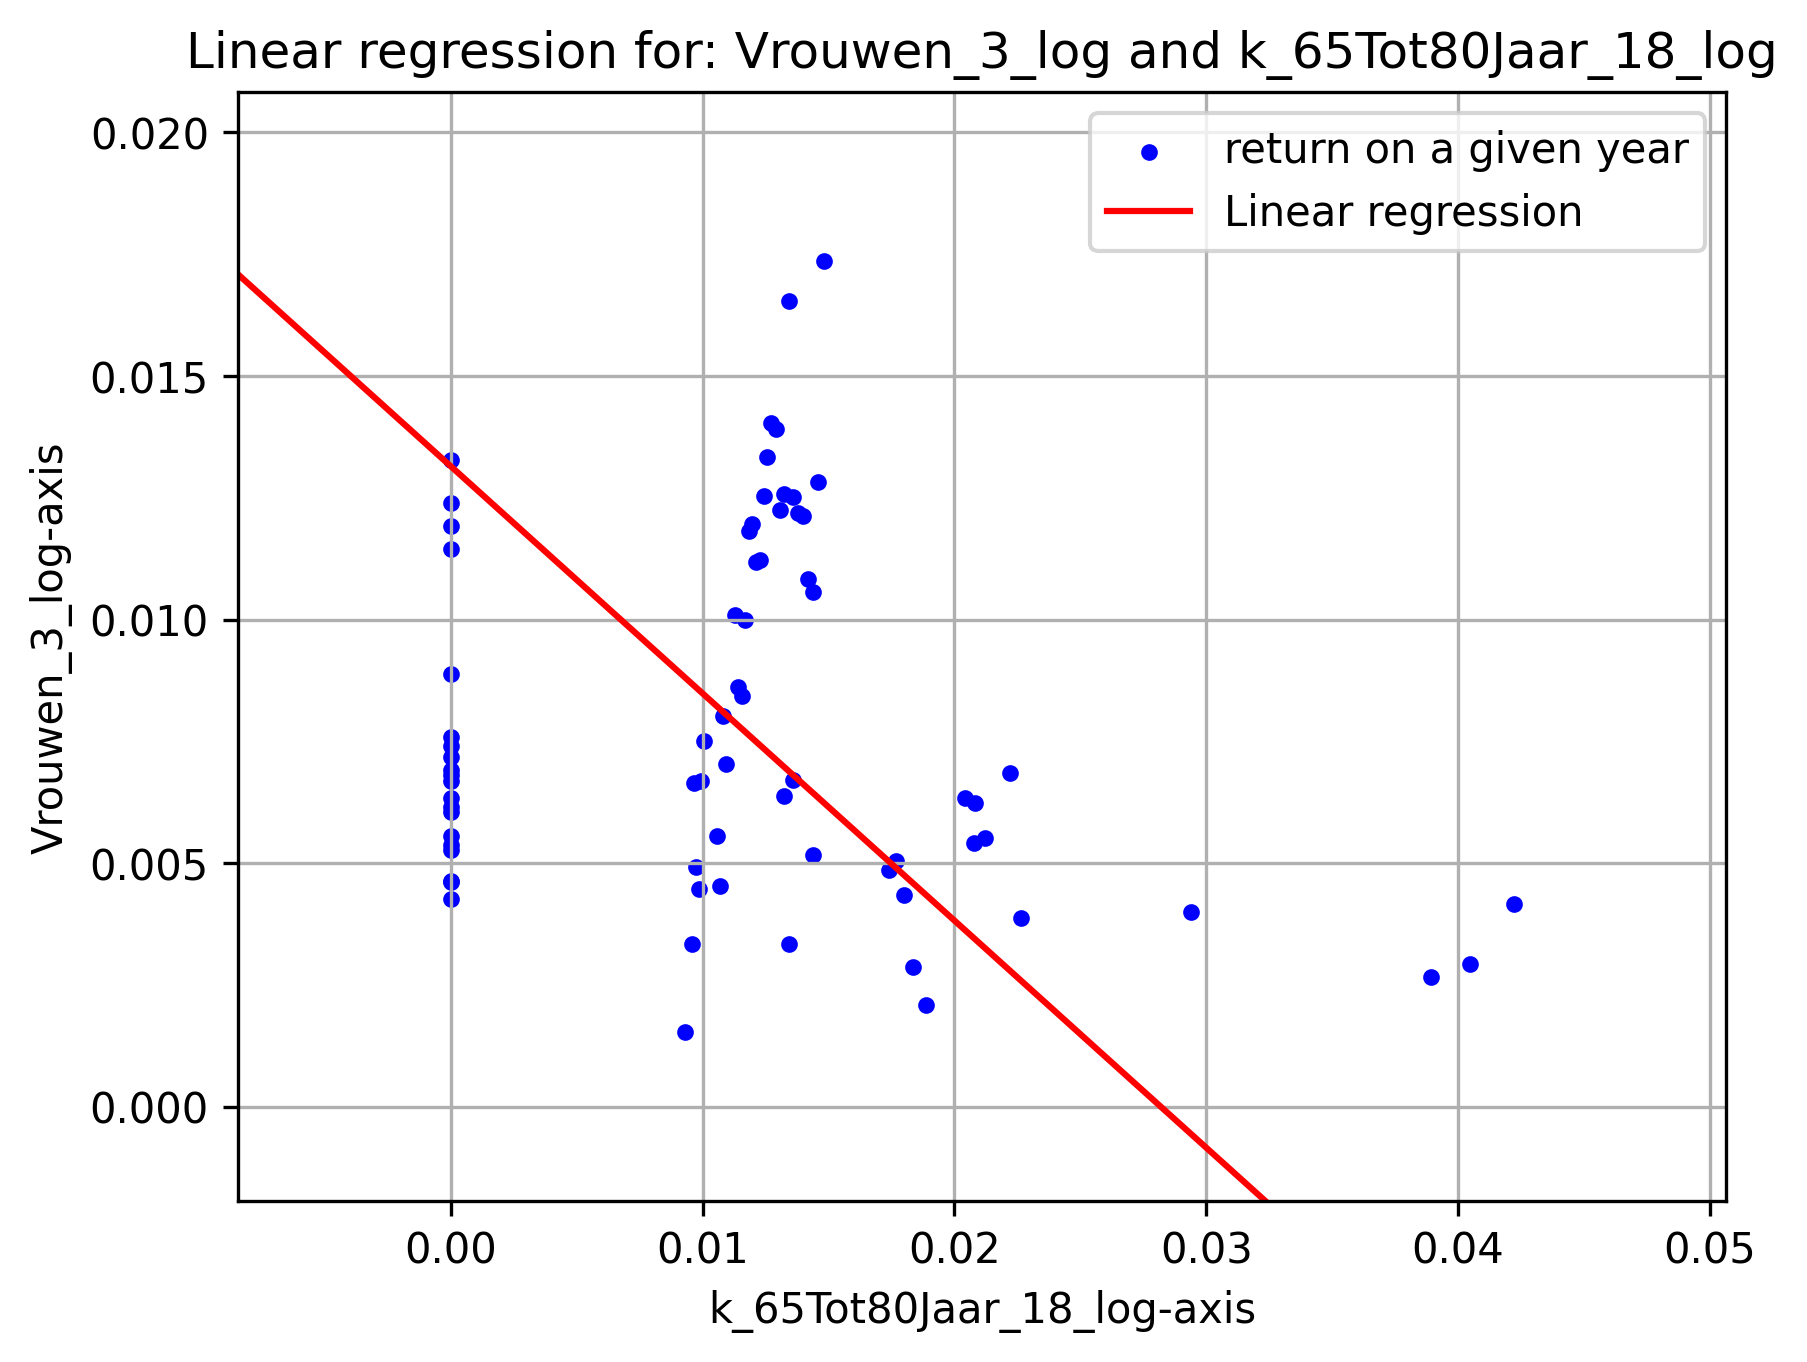 Linear regression for: Vrouwen_3_log and k_65Tot80Jaar_18_log
return on a given year
Linear regression
0.020
0.015
0.010
0.005
0.000
Vrouwen_3_log-axis
0.00 0.01 0.02 0.03 0.04 0.05
k_65Tot80Jaar_18_log-axis